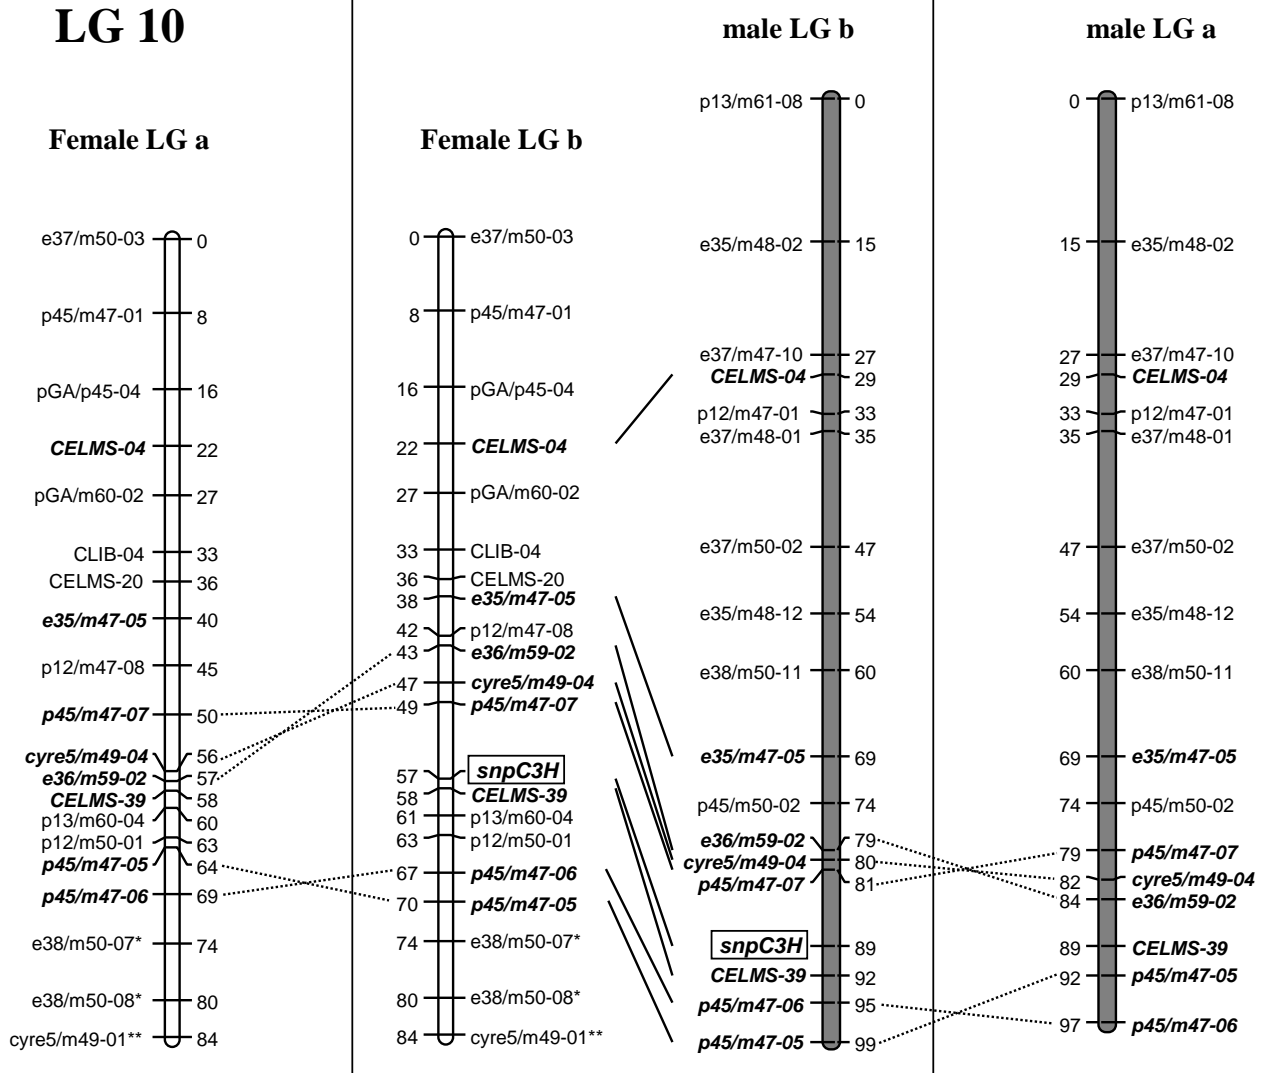 LG 10
male LG b
male LG a
Female LG a
Female LG b
e37/m50-03 0
p45/m47-01 8
pGA/p45-04 16
CELMS-04 22
pGA/m60-02 27
CLIB-04 33
CELMS-20 36
e35/m47-05 40
p12/m47-08 45
p45/m47-07 50
cyre5/m49-04 56
e36/m59-02 57
CELMS-39 58
p13/m60-04 60
p12/m50-01 63
p45/m47-05 64
p45/m47-06 69
e38/m50-07* 74
e38/m50-08* 80
cyre5/m49-01** 84
0 e37/m50-03
8 p45/m47-01
16 pGA/p45-04
22 CELMS-04
27 pGA/m60-02
33 CLIB-04
36 CELMS-20
38 e35/m47-05
42 p12/m47-08
43 e36/m59-02
47 cyre5/m49-04
49 p45/m47-07
57 snpC3H
58 CELMS-39
61 p13/m60-04
63 p12/m50-01
67 p45/m47-06
70 p45/m47-05
74 e38/m50-07*
80 e38/m50-08*
84 cyre5/m49-01**
p13/m61-08 0
e35/m48-02 15
e37/m47-10 27
CELMS-04 29
p12/m47-01 33
e37/m48-01 35
e37/m50-02 47
e35/m48-12 54
e38/m50-11 60
e35/m47-05 69
p45/m50-02 74
e36/m59-02 79
cyre5/m49-04 80
p45/m47-07 81
snpC3H 89
CELMS-39 92
p45/m47-06 95
p45/m47-05 99
0 p13/m61-08
15 e35/m48-02
27 e37/m47-10
29 CELMS-04
33 p12/m47-01
35 e37/m48-01
47 e37/m50-02
54 e35/m48-12
60 e38/m50-11
69 e35/m47-05
74 p45/m50-02
79 p45/m47-07
82 cyre5/m49-04
84 e36/m59-02
89 CELMS-39
92 p45/m47-05
97 p45/m47-06